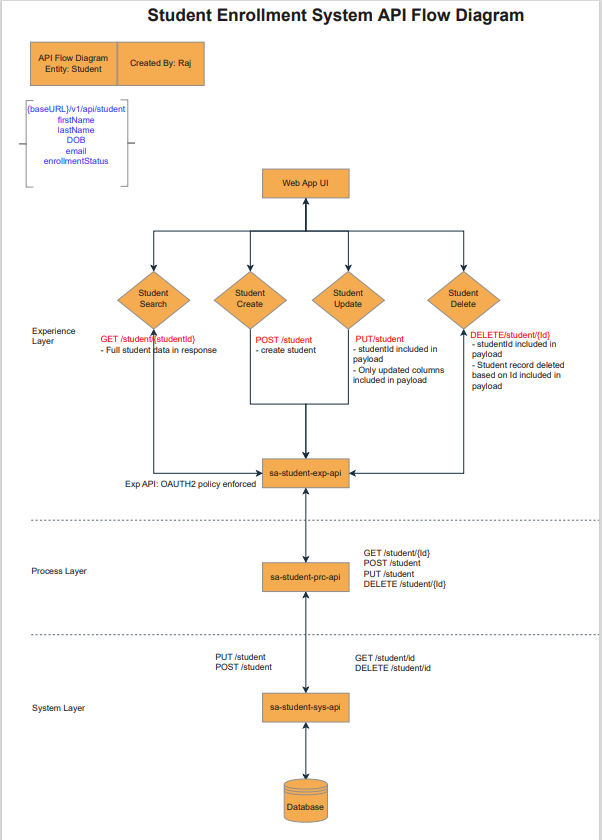 Student Enrollment System API Flow Diagram
API Flow Diagram
Entity: Student
Created By: Raj
{baseURL}/v1/api/student
firstName
lastName
DOB
email
enrollmentStatus
Web App UI
Student
Search
Student
Create
Student
Update
Student
Delete
Experience
Layer
GET /student/{studentId}
- Full student data in response
POST /student
- create student
PUT/student
- studentId included in
payload
- Only updated columns
included in payload
DELETE/student/{Id}
- studentId included in
payload
- Student record deleted
based on Id included in
payload
sa-student-exp-api
Exp API: OAUTH2 policy enforced
Process Layer
sa-student-prc-api
GET /student/{Id}
POST /student
PUT /student
DELETE /student/{Id}
PUT /student
POST /student
GET /student/id
DELETE /student/id
System Layer
sa-student-sys-api
Database